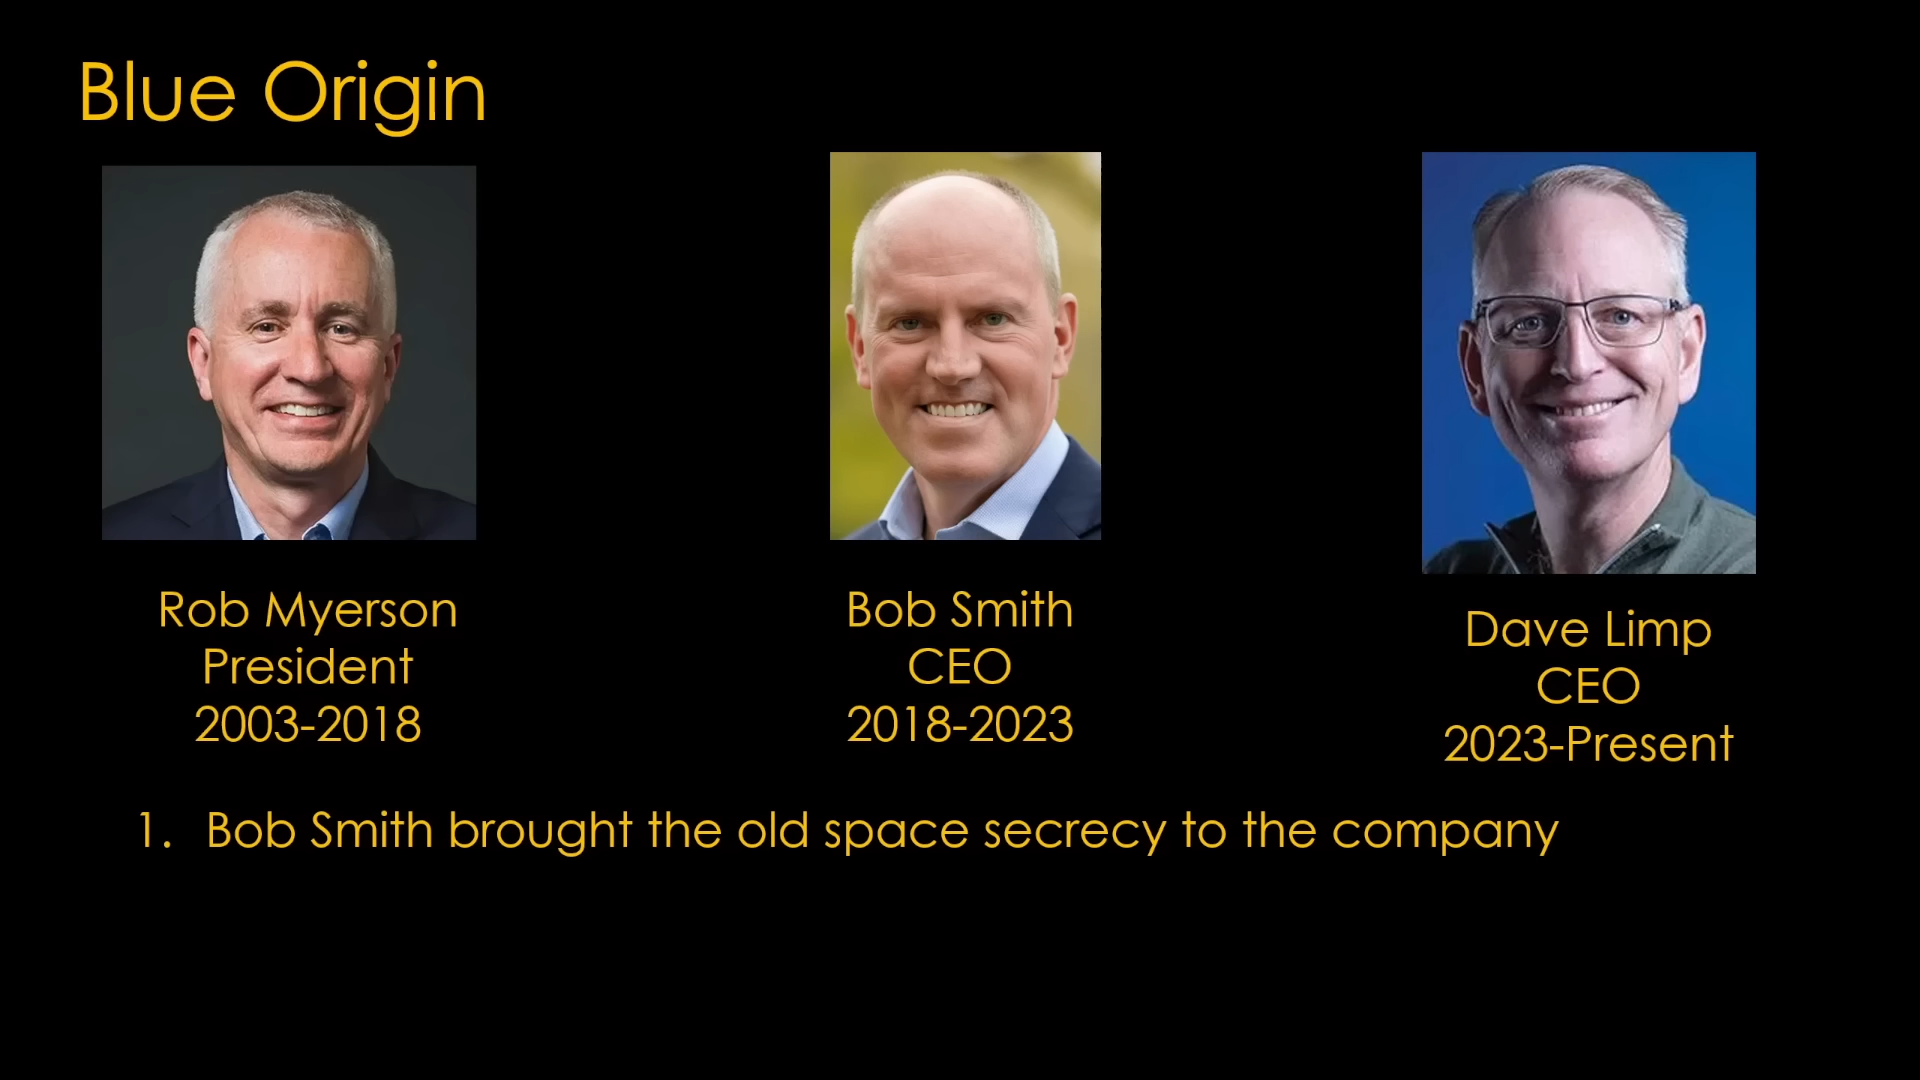 Blue Origin
Rob Myerson
President
2003-2018
Bob Smith
CEO
2018-2023
Dave Limp
CEO
2023-Present
1. Bob Smith brought the old space secrecy to the company